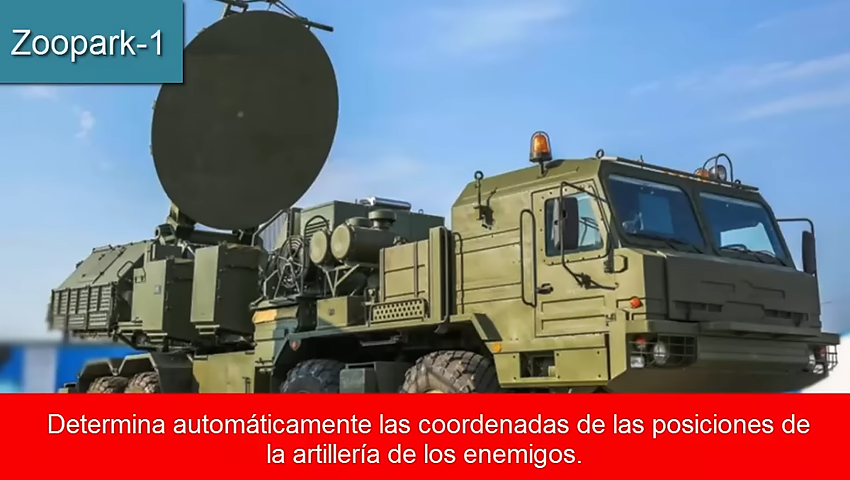 Zoopark-1
Determina automáticamente las coordenadas de las posiciones de
la artillería de los enemigos.